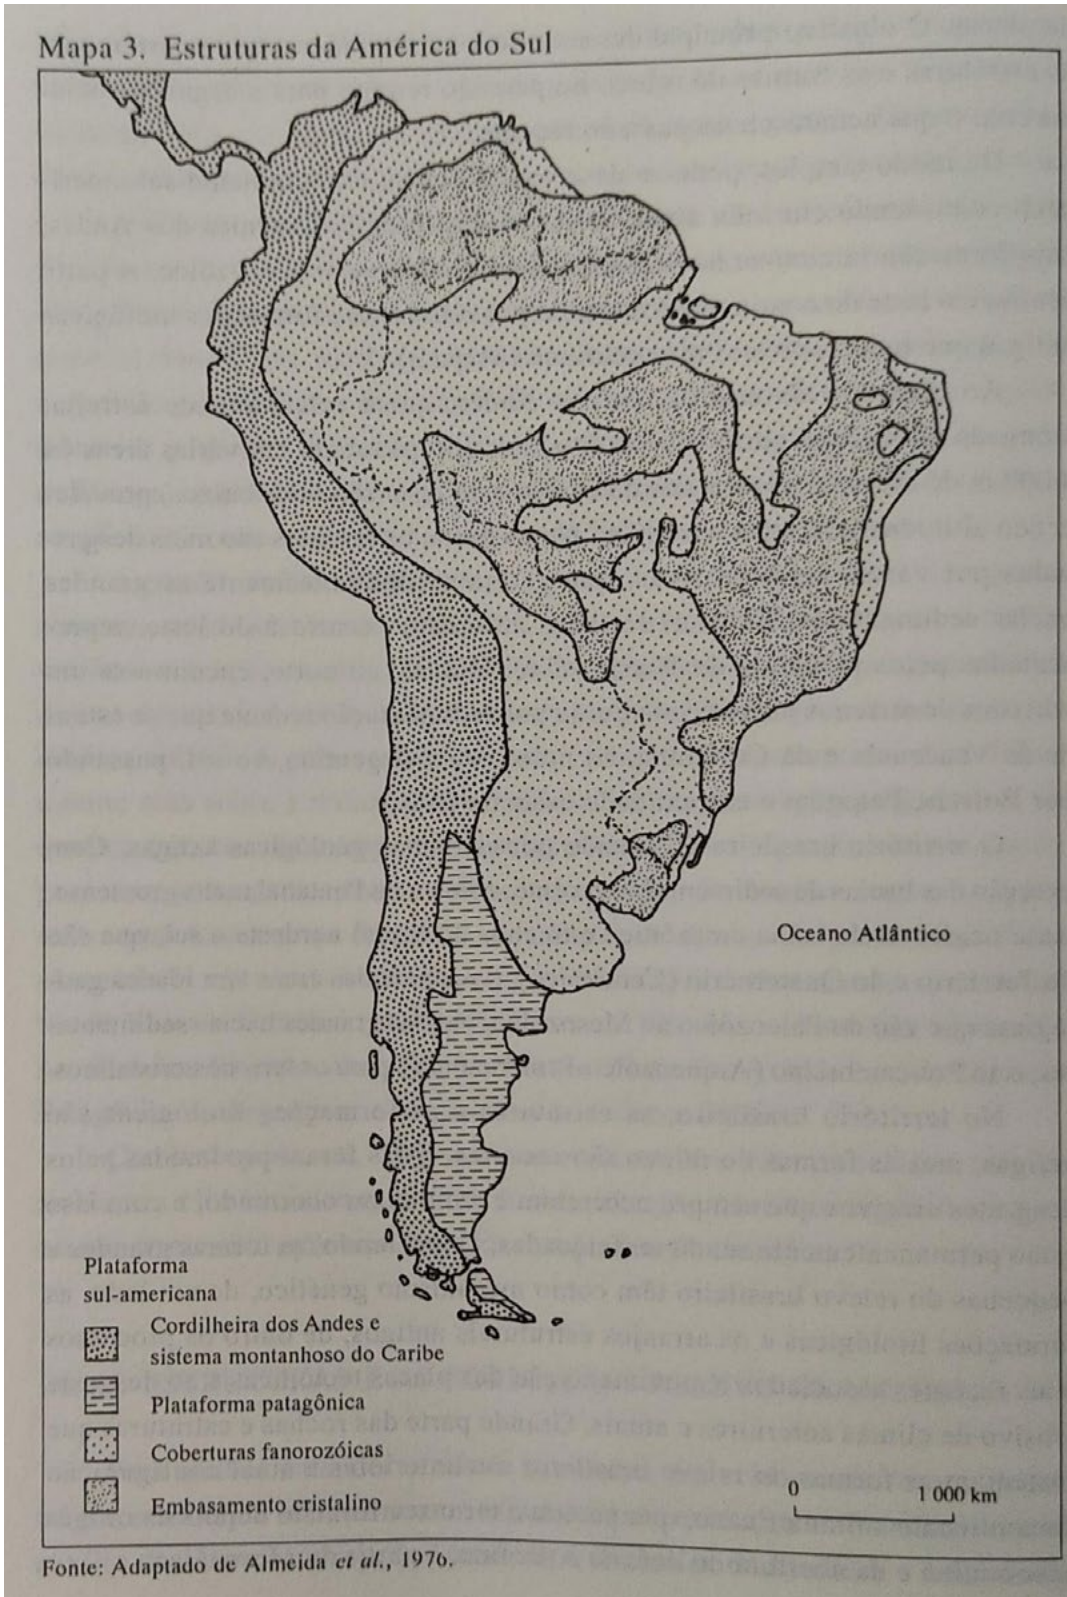 Mapa 3. Estruturas da América do Sul
Oceano Atlântico
Plataforma
sul-americana
Cordilheira dos Andes e
sistema montanhoso do Caribe
Plataforma patagônica
Coberturas fanorozóicas
Embasamento cristalino
0 1 000 km
Fonte: Adaptado de Almeida et al., 1976.